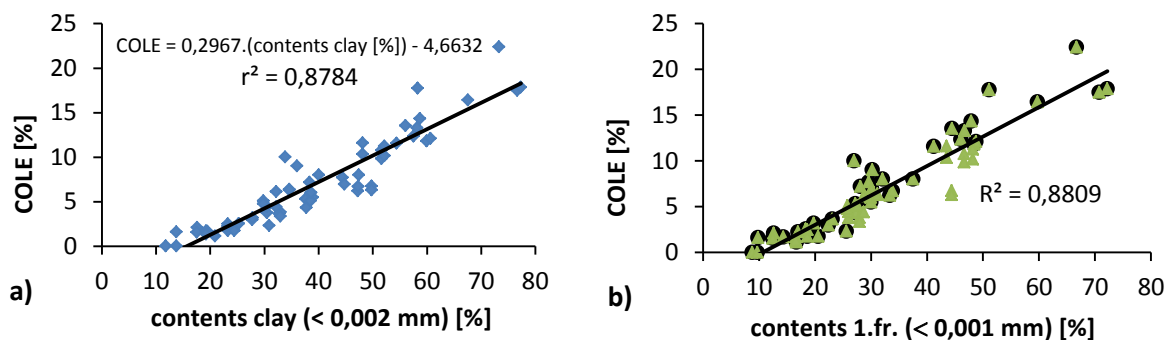 25
20
15
10
5
0
COLE [%]
COLE = 0,2967.(contents clay [%]) - 4,6632
r² = 0,8784
0 10 20 30 40 50 60 70 80
a)
contents clay (< 0,002 mm) [%]
25
20
15
10
5
0
COLE [%]
R² = 0,8809
0 10 20 30 40 50 60 70 80
b)
contents 1.fr. (< 0,001 mm) [%]